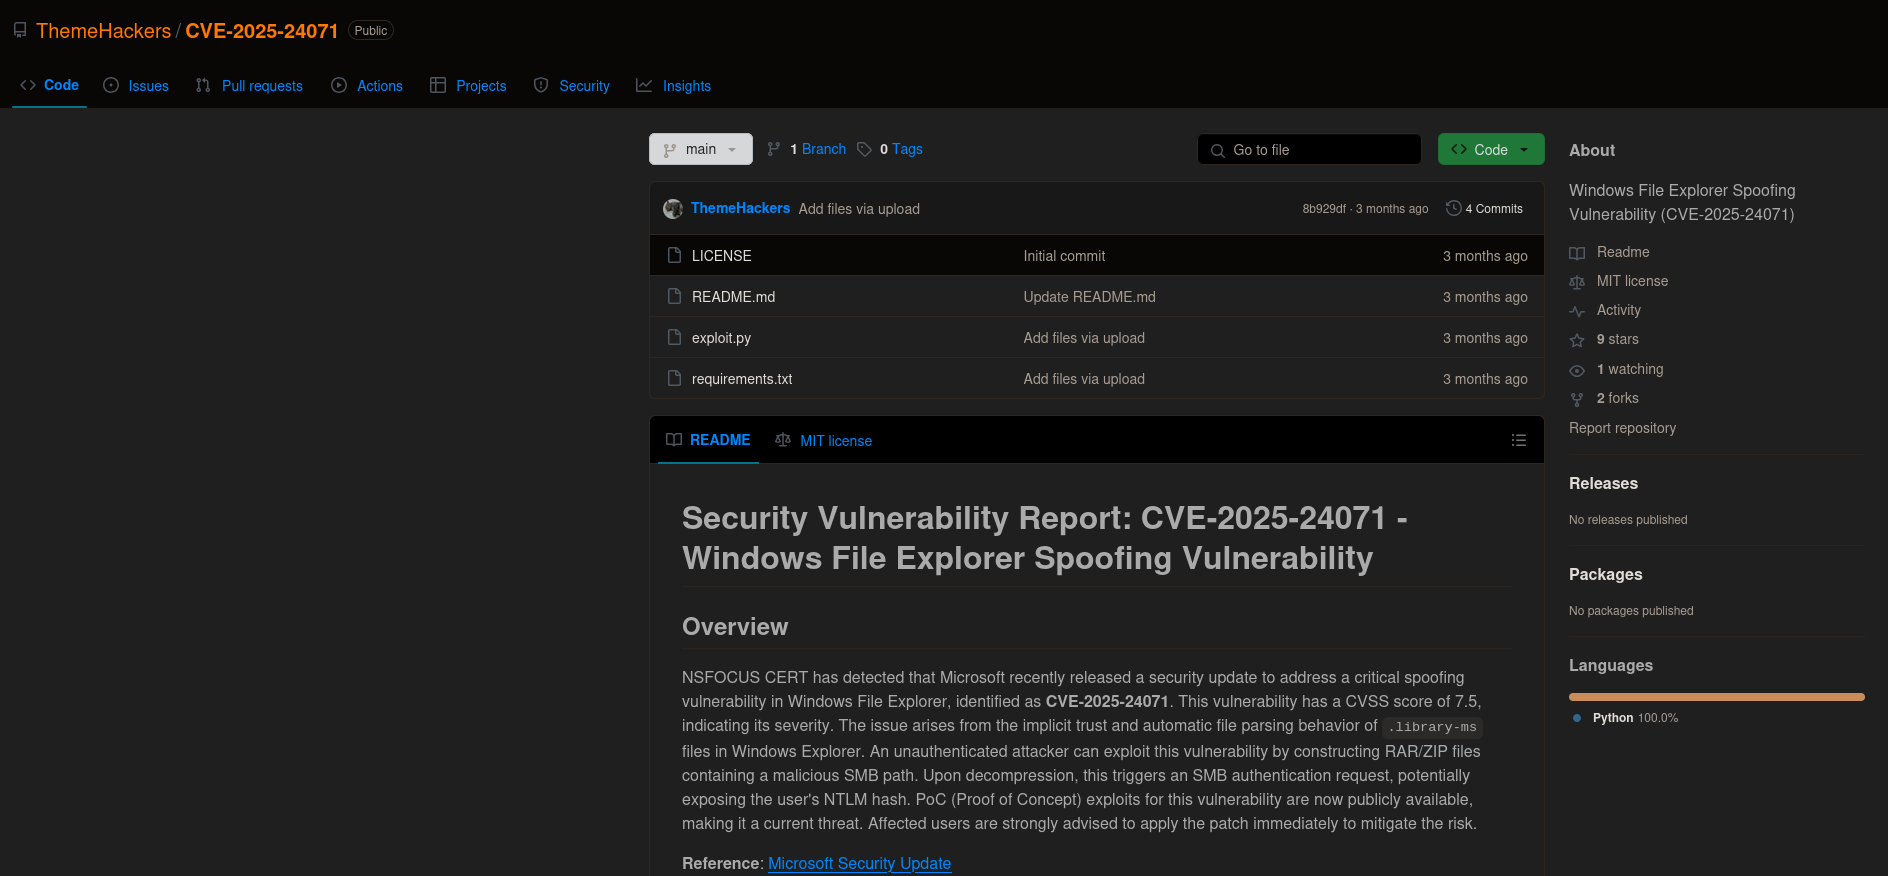 ThemeHackers / CVE-2025-24071 Public
Code Issues Pull requests Actions Projects Security Insights
main 1 Branch 0 Tags Go to file Code
ThemeHackers Add files via upload 8b929df · 3 months ago 4 Commits
LICENSE Initial commit 3 months ago
README.md Update README.md 3 months ago
exploit.py Add files via upload 3 months ago
requirements.txt Add files via upload 3 months ago
README MIT license
Security Vulnerability Report: CVE-2025-24071 -
Windows File Explorer Spoofing Vulnerability
Overview
NSFOCUS CERT has detected that Microsoft recently released a security update to address a critical spoofing
vulnerability in Windows File Explorer, identified as CVE-2025-24071. This vulnerability has a CVSS score of 7.5,
indicating its severity. The issue arises from the implicit trust and automatic file parsing behavior of .library-ms
files in Windows Explorer. An unauthenticated attacker can exploit this vulnerability by constructing RAR/ZIP files
containing a malicious SMB path. Upon decompression, this triggers an SMB authentication request, potentially
exposing the user's NTLM hash. PoC (Proof of Concept) exploits for this vulnerability are now publicly available,
making it a current threat. Affected users are strongly advised to apply the patch immediately to mitigate the risk.
Reference: Microsoft Security Update
About
Windows File Explorer Spoofing
Vulnerability (CVE-2025-24071)
Readme
MIT license
Activity
9 stars
1 watching
2 forks
Report repository
Releases
No releases published
Packages
No packages published
Languages
Python 100.0%